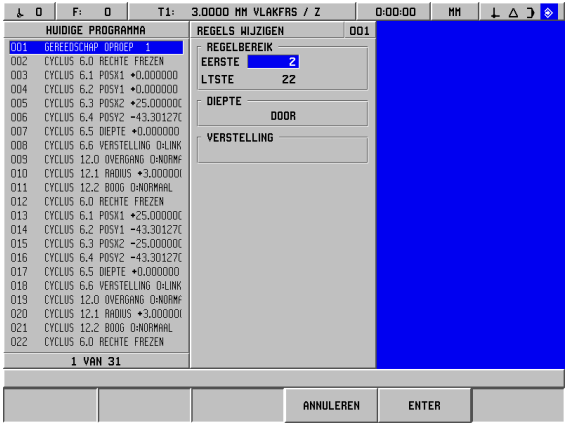 0 F: 0 T1: 3.0000 MM VLAKFRS / Z 0:00:00 MM
HUIDIGE PROGRAMMA
001 GEREEDSCHAP OPROEP 1
002 CYCLUS 6.0 RECHTE FREZEN
003 CYCLUS 6.1 POSX1 +0.000000
004 CYCLUS 6.2 POSY1 +0.000000
005 CYCLUS 6.3 POSX2 +25.000000
006 CYCLUS 6.4 POSY2 -43.301270
007 CYCLUS 6.5 DIEPTE +0.000000
008 CYCLUS 6.6 VERSTELLING 0:LINK
009 CYCLUS 12.0 OVERGANG 0:NORMA
010 CYCLUS 12.1 RADIUS +3.00000
011 CYCLUS 12.2 BOOG 0:NORMAAL
012 CYCLUS 6.0 RECHTE FREZEN
013 CYCLUS 6.1 POSX1 +25.000000
014 CYCLUS 6.2 POSY1 -43.301270
015 CYCLUS 6.3 POSX2 -25.000000
016 CYCLUS 6.4 POSY2 -43.301270
017 CYCLUS 6.5 DIEPTE +0.000000
018 CYCLUS 6.6 VERSTELLING 0:LINK
019 CYCLUS 12.0 OVERGANG 0:NORMA
020 CYCLUS 12.1 RADIUS +3.00000
021 CYCLUS 12.2 BOOG 0:NORMAAL
022 CYCLUS 6.0 RECHTE FREZEN
1 VAN 31
REGELS WIJZIGEN 001
REGELBEREIK
EERSTE 2
LTSTE 22
DIEPTE
DOOR
VERSTELLING
ANNULEREN ENTER